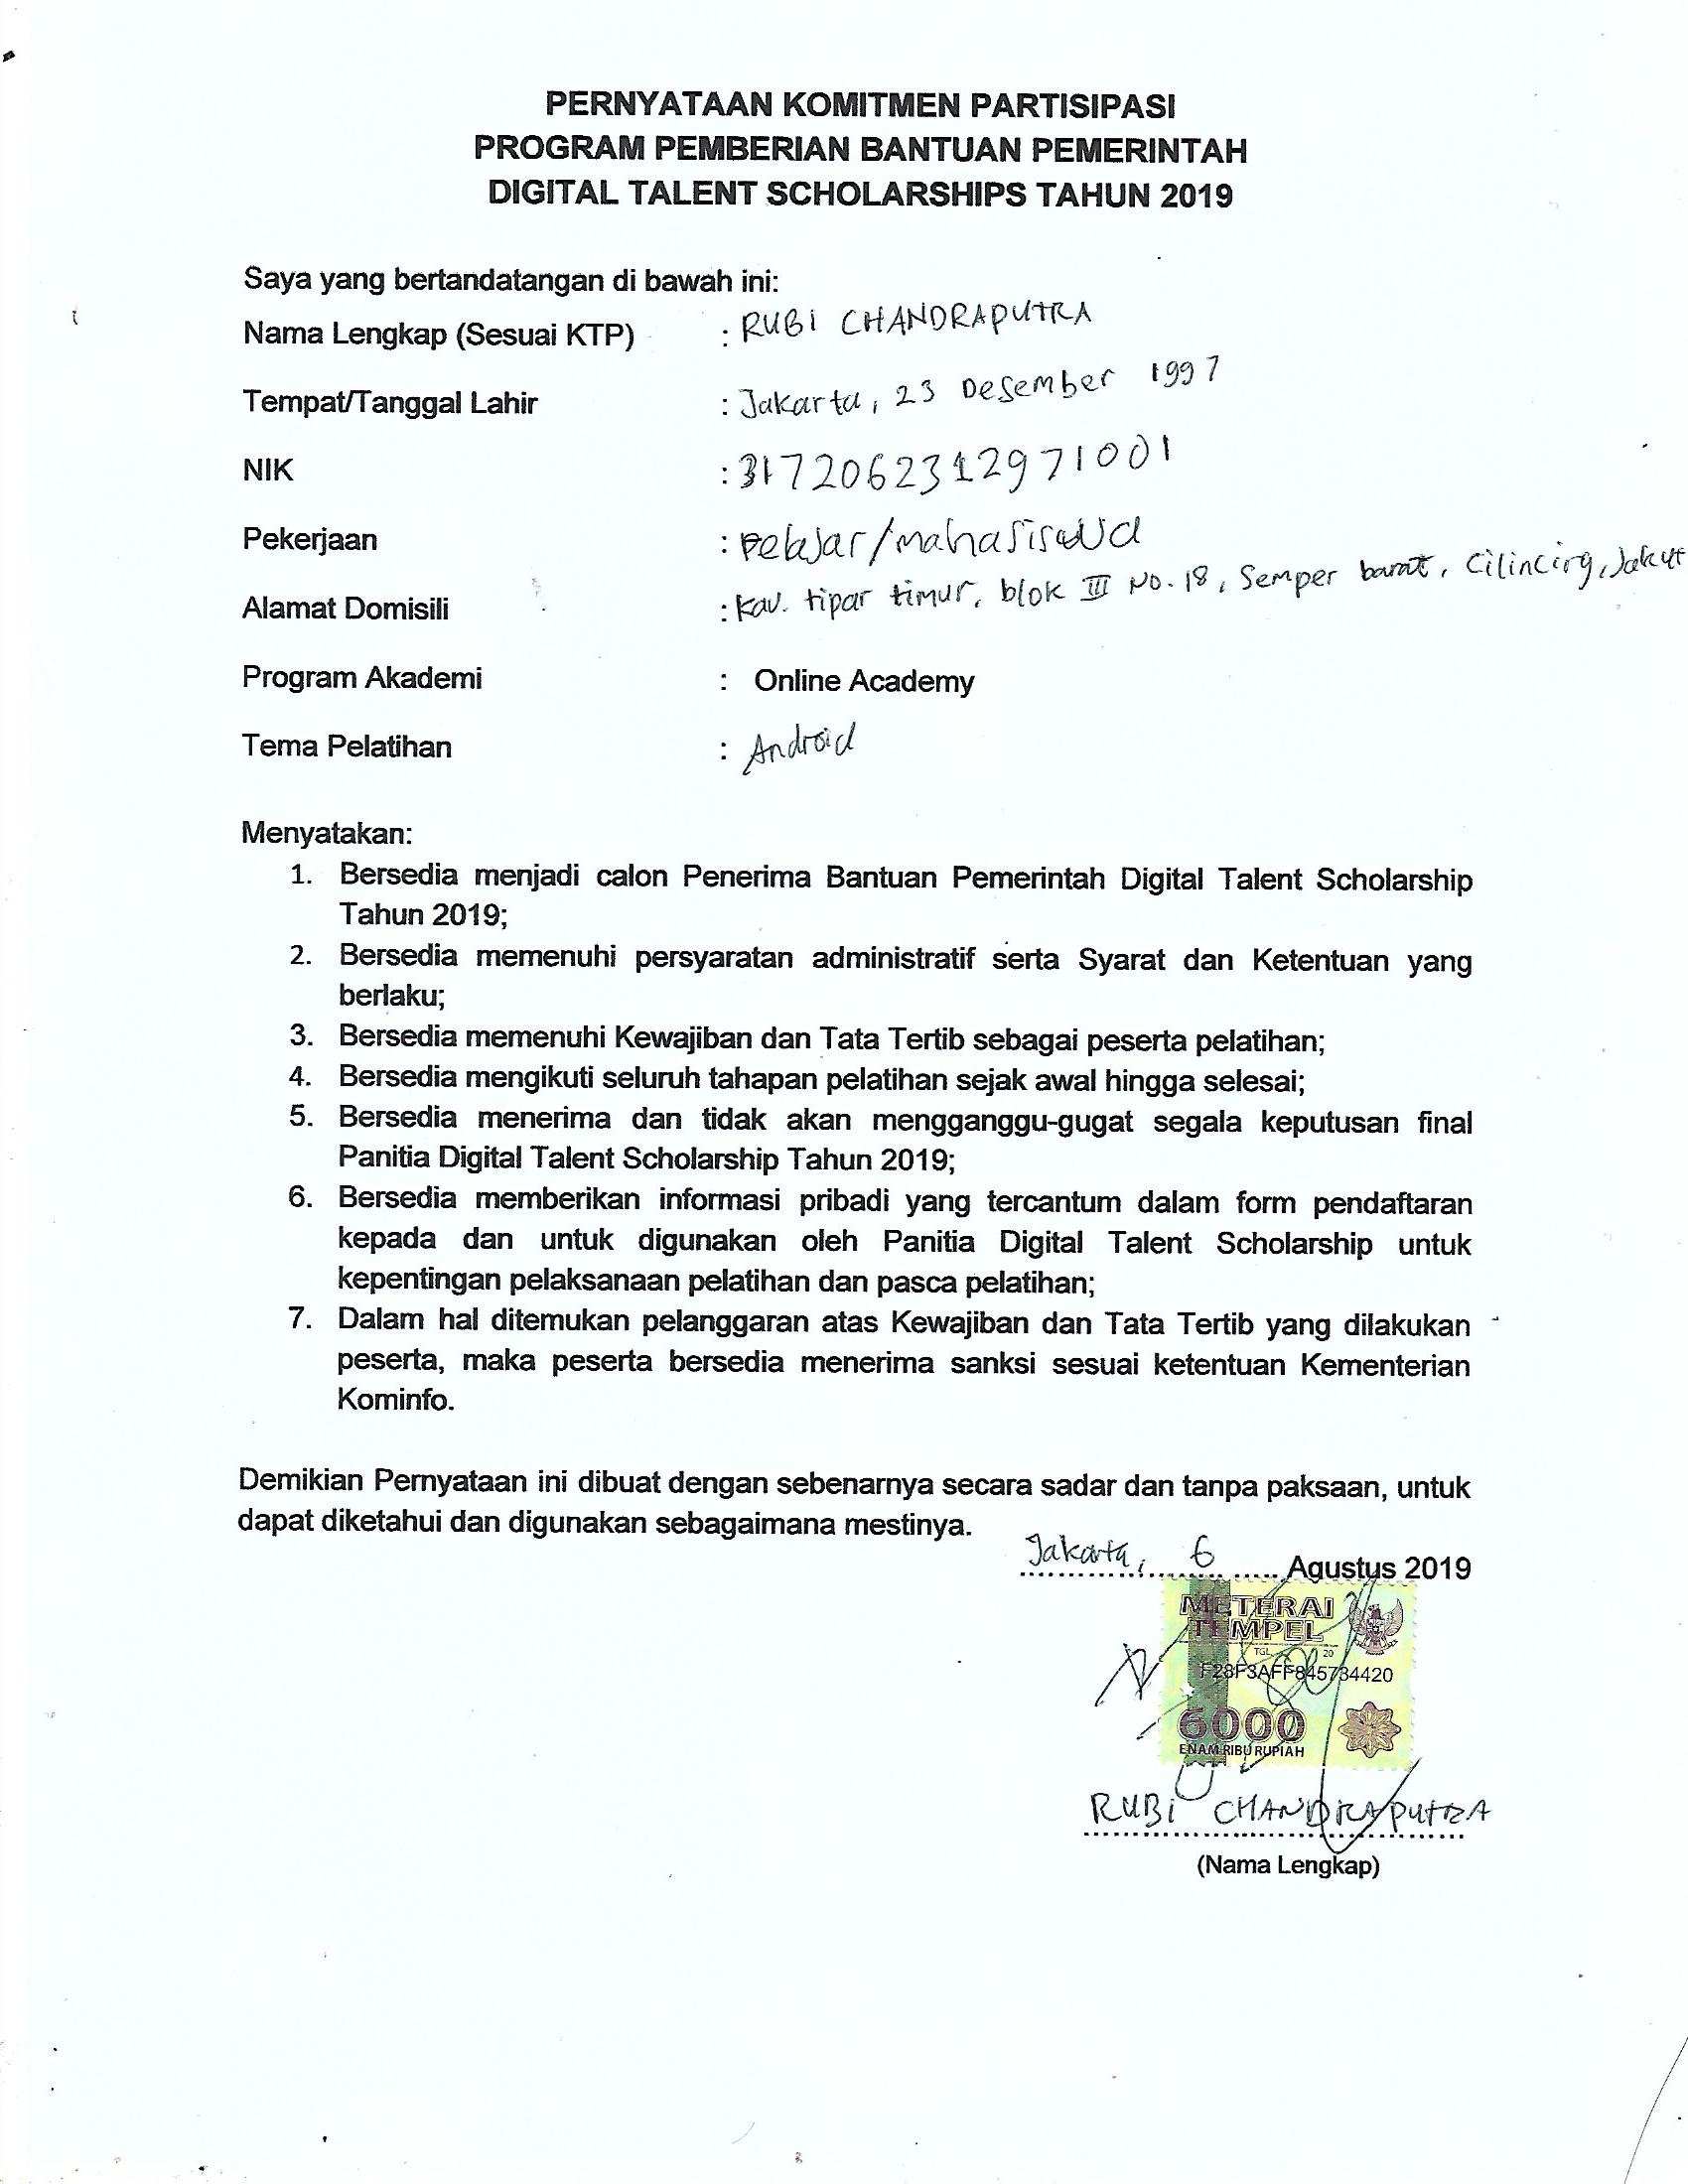 PERNYATAAN KOMITMEN PARTISIPASI
PROGRAM PEMBERIAN BANTUAN PEMERINTAH
DIGITAL TALENT SCHOLARSHIPS TAHUN 2019
Saya yang bertandatangan di bawah ini:
Nama Lengkap (Sesuai KTP) : RUBI CHANDRAPUTRA
Tempat/Tanggal Lahir : Jakarta, 23 Desember 1997
NIK : 3172062312971001
Pekerjaan : Pelajar/mahasiswa
Alamat Domisili : Kav. tipar timur, blok III No. 18, Semper barat, Cilincing, Jakut
Program Akademi : Online Academy
Tema Pelatihan : Android
Menyatakan:
1. Bersedia menjadi calon Penerima Bantuan Pemerintah Digital Talent Scholarship
Tahun 2019;
2. Bersedia memenuhi persyaratan administratif serta Syarat dan Ketentuan yang
berlaku;
3. Bersedia memenuhi Kewajiban dan Tata Tertib sebagai peserta pelatihan;
4. Bersedia mengikuti seluruh tahapan pelatihan sejak awal hingga selesai;
5. Bersedia menerima dan tidak akan mengganggu-gugat segala keputusan final
Panitia Digital Talent Scholarship Tahun 2019;
6. Bersedia memberikan informasi pribadi yang tercantum dalam form pendaftaran
kepada dan untuk digunakan oleh Panitia Digital Talent Scholarship untuk
kepentingan pelaksanaan pelatihan dan pasca pelatihan;
7. Dalam hal ditemukan pelanggaran atas Kewajiban dan Tata Tertib yang dilakukan
peserta, maka peserta bersedia menerima sanksi sesuai ketentuan Kementerian
Kominfo.
Demikian Pernyataan ini dibuat dengan sebenarnya secara sadar dan tanpa paksaan, untuk
dapat diketahui dan digunakan sebagaimana mestinya.
Jakarta, 6 Agustus 2019
METERAI
TEMPEL
TGL. 20
F28F3AFF845734420
6000
ENAM RIBU RUPIAH
RUBI CHANDRAPUTRA
(Nama Lengkap)